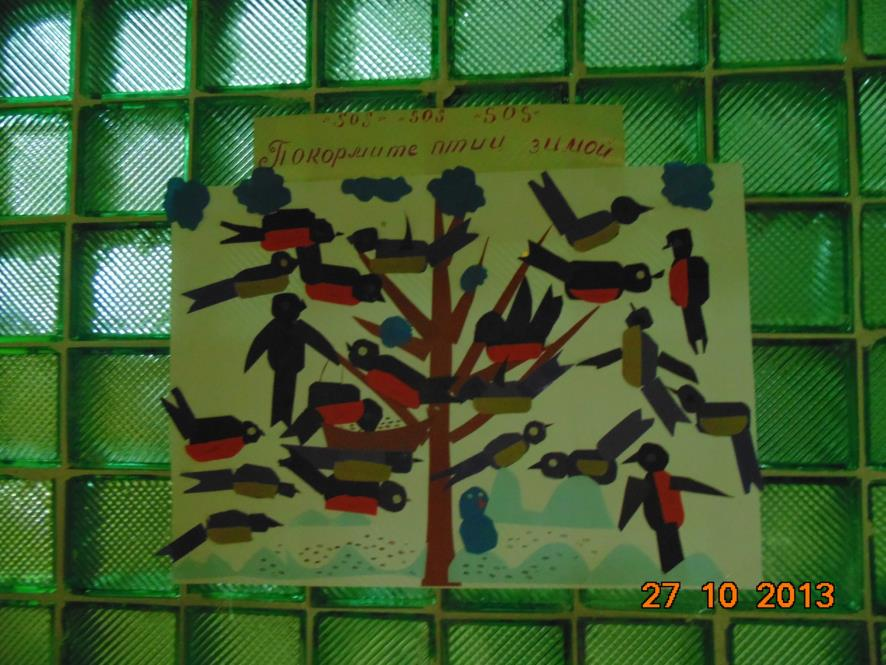 -SOS- -SOS -SOS-
Покормите птиц зимой
27 10 2013